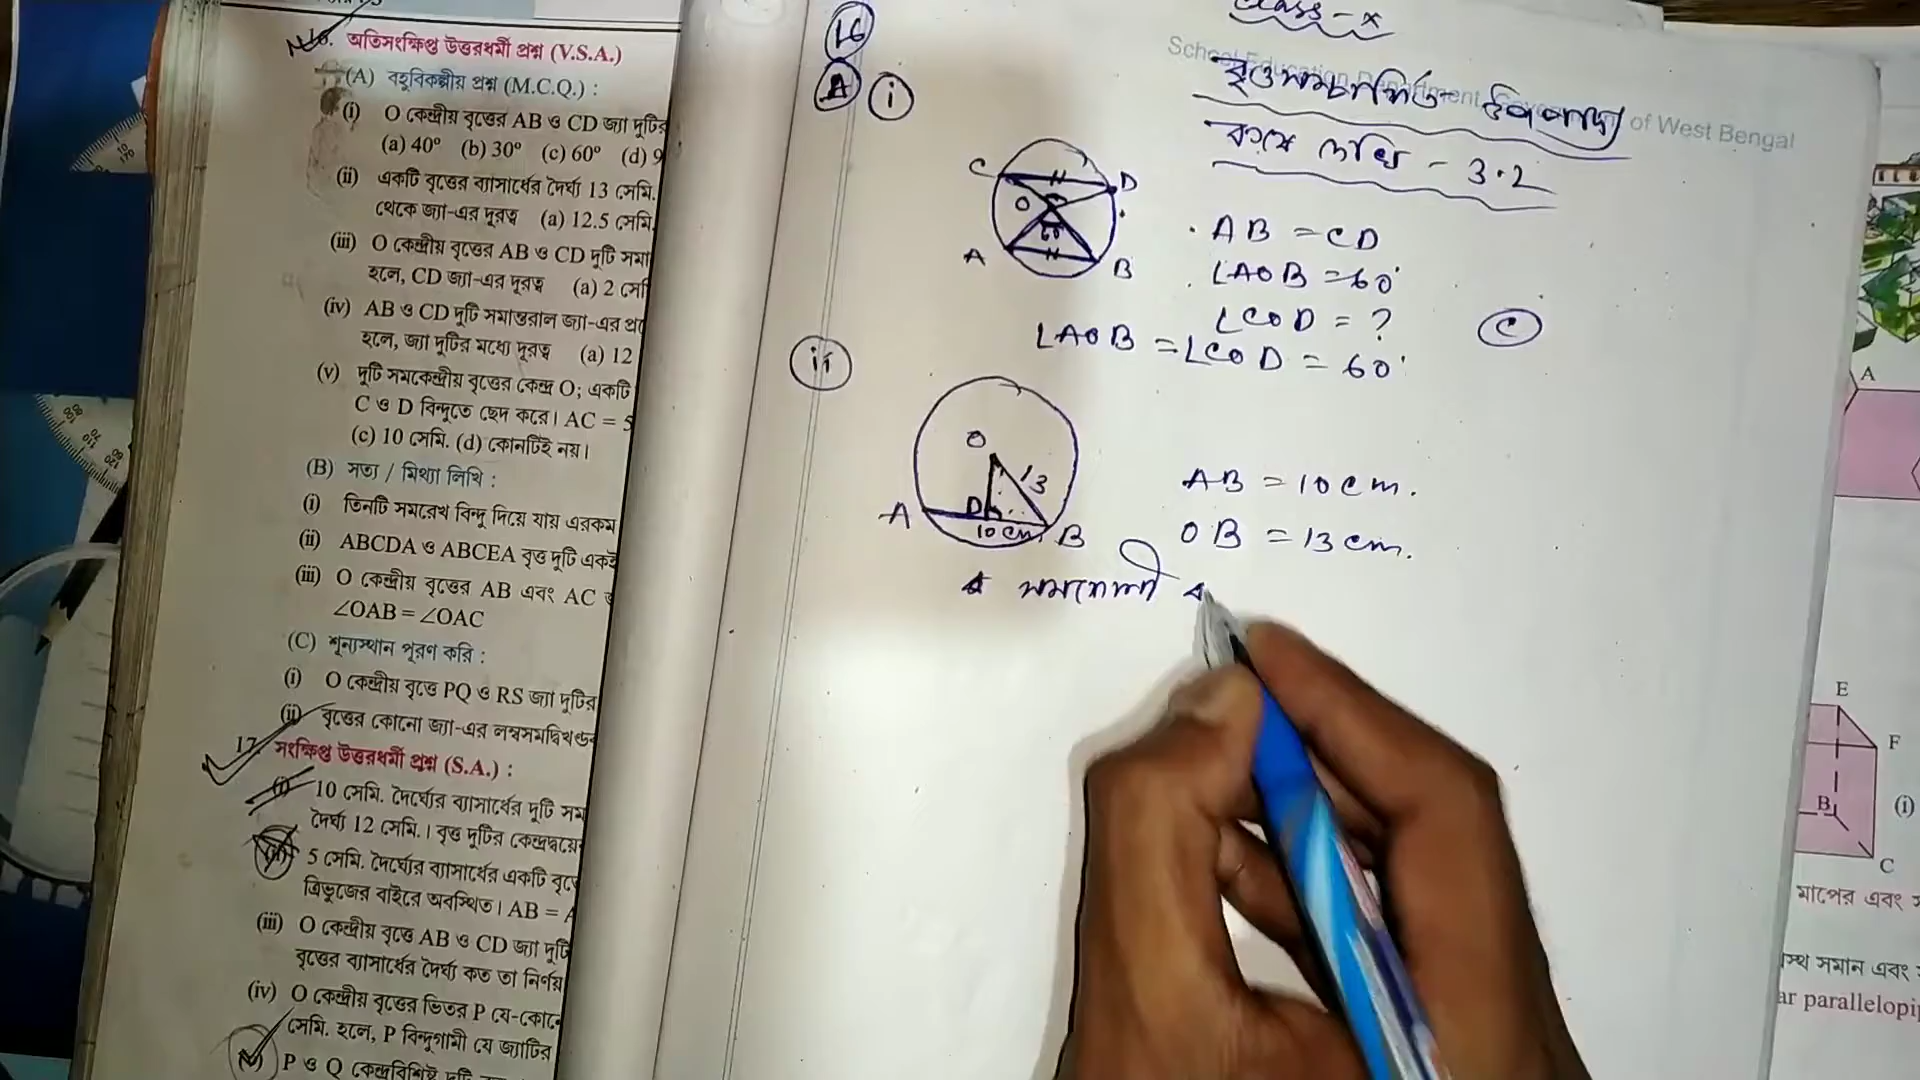 16. অতিসংক্ষিপ্ত উত্তরধর্মী প্রশ্ন (V.S.A.)
(A) বহুবিকল্পীয় প্রশ্ন (M.C.Q.) :
(i) O কেন্দ্রীয় বৃত্তের AB ও CD জ্যা দুটির
(a) 40° (b) 30° (c) 60° (d) 9
(ii) একটি বৃত্তের ব্যাসার্ধের দৈর্ঘ্য 13 সেমি.
থেকে জ্যা-এর দূরত্ব (a) 12.5 সেমি.
(iii) O কেন্দ্রীয় বৃত্তের AB ও CD দুটি সমা
হলে, CD জ্যা-এর দূরত্ব (a) 2 সেমি
(iv) AB ও CD দুটি সমান্তরাল জ্যা-এর প্র
হলে, জ্যা দুটির মধ্যে দূরত্ব (a) 12
(v) দুটি সমকেন্দ্রীয় বৃত্তের কেন্দ্র O; একটি
C ও D বিন্দুতে ছেদ করে। AC = 5
(c) 10 সেমি. (d) কোনটিই নয়।
(B) সত্য / মিথ্যা লিখি :
(i) তিনটি সমরেখ বিন্দু দিয়ে যায় এরকম
(ii) ABCDA ও ABCEA বৃত্ত দুটি একই
(iii) O কেন্দ্রীয় বৃত্তের AB এবং AC
∠OAB = ∠OAC
(C) শূন্যস্থান পূরণ করি :
(i) O কেন্দ্রীয় বৃত্তে PQ ও RS জ্যা দুটির
(ii) বৃত্তের কোনো জ্যা-এর লম্বসমদ্বিখণ্ডক
17. সংক্ষিপ্ত উত্তরধর্মী প্রশ্ন (S.A.) :
(i) 10 সেমি. দৈর্ঘ্যের ব্যাসার্ধের দুটি সম
দৈর্ঘ্য 12 সেমি.। বৃত্ত দুটির কেন্দ্রদ্বয়ে
5 সেমি. দৈর্ঘ্যের ব্যাসার্ধের একটি বৃত্তে
ত্রিভুজের বাইরে অবস্থিত। AB = A
(iii) O কেন্দ্রীয় বৃত্তে AB ও CD জ্যা দুটি
বৃত্তের ব্যাসার্ধের দৈর্ঘ্য কত তা নির্ণয়
(iv) O কেন্দ্রীয় বৃত্তের ভিতর P যে-কোনো
সেমি. হলে, P বিন্দুগামী যে জ্যাটির
(v) P ও Q কেন্দ্রবিশিষ্ট দুটি
Class - X
School Education Department, of West Bengal
বৃত্ত সম্পর্কিত উপপাদ্য
কষে দেখি - 3.2
16
A i
C D
O
60
A B
AB = CD
∠AOB = 60°
∠COD = ?
∠AOB = ∠COD = 60°
C
ii
O
13
A D B
10 cm.
AB = 10 cm.
OB = 13 cm.
সমকোণী
A
E
F
B
(i)
C
মাপের এবং
সমান এবং
ar parallelopi